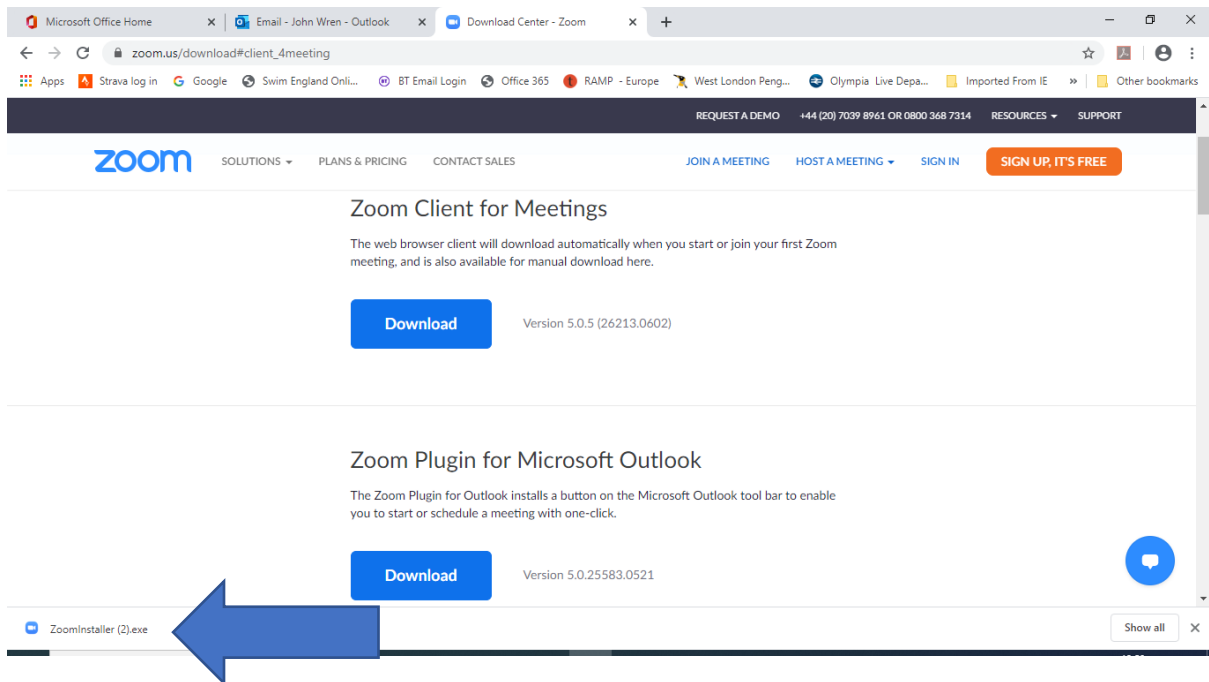 Microsoft Office Home
Email - John Wren - Outlook
Download Center - Zoom
zoom.us/download#client_4meeting
Apps Strava log in Google Swim England Onli... BT Email Login Office 365 RAMP - Europe West London Peng... Olympia Live Depa... Imported From IE » Other bookmarks
REQUEST A DEMO +44 (20) 7039 8961 OR 0800 368 7314 RESOURCES SUPPORT
zoom SOLUTIONS PLANS & PRICING CONTACT SALES JOIN A MEETING HOST A MEETING SIGN IN SIGN UP, IT'S FREE
Zoom Client for Meetings
The web browser client will download automatically when you start or join your first Zoom
meeting, and is also available for manual download here.
Download Version 5.0.5 (26213.0602)
Zoom Plugin for Microsoft Outlook
The Zoom Plugin for Outlook installs a button on the Microsoft Outlook tool bar to enable
you to start or schedule a meeting with one-click.
Download Version 5.0.25583.0521
ZoomInstaller (2).exe
Show all